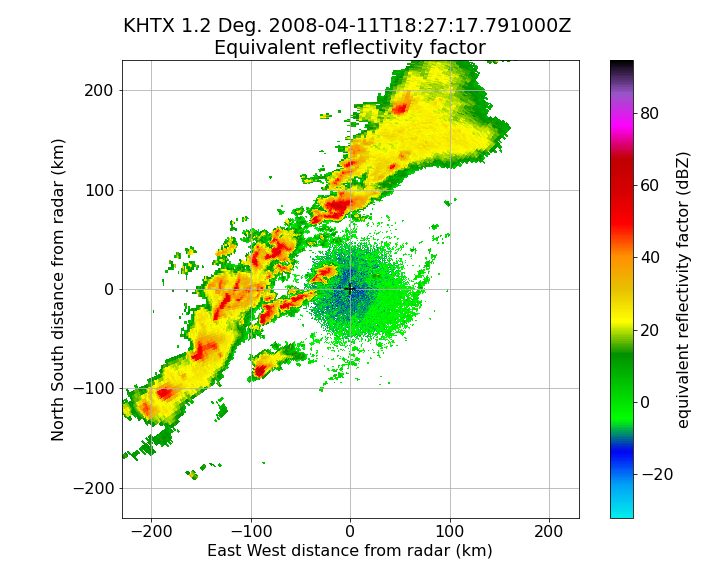 KHTX 1.2 Deg. 2008-04-11T18:27:17.791000Z
Equivalent reflectivity factor
North South distance from radar (km)
200
100
0
−100
−200
−200 −100 0 100 200
East West distance from radar (km)
80
60
40
20
0
−20
equivalent reflectivity factor (dBZ)